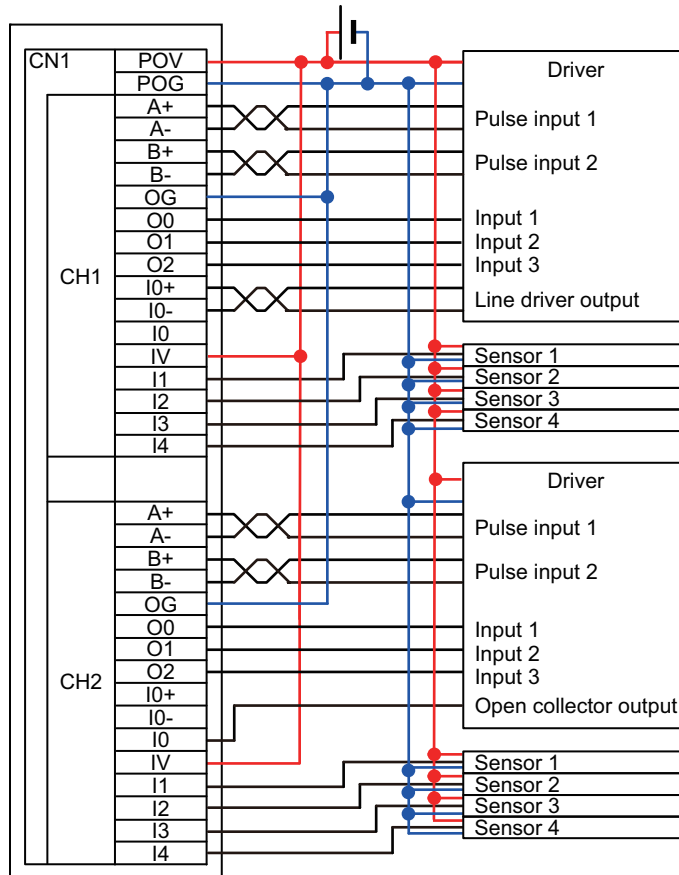 CN1
POV
POG
CH1
A+
A-
B+
B-
OG
O0
O1
O2
I0+
I0-
I0
IV
I1
I2
I3
I4
CH2
A+
A-
B+
B-
OG
O0
O1
O2
I0+
I0-
I0
IV
I1
I2
I3
I4
Driver
Pulse input 1
Pulse input 2
Input 1
Input 2
Input 3
Line driver output
Sensor 1
Sensor 2
Sensor 3
Sensor 4
Driver
Pulse input 1
Pulse input 2
Input 1
Input 2
Input 3
Open collector output
Sensor 1
Sensor 2
Sensor 3
Sensor 4